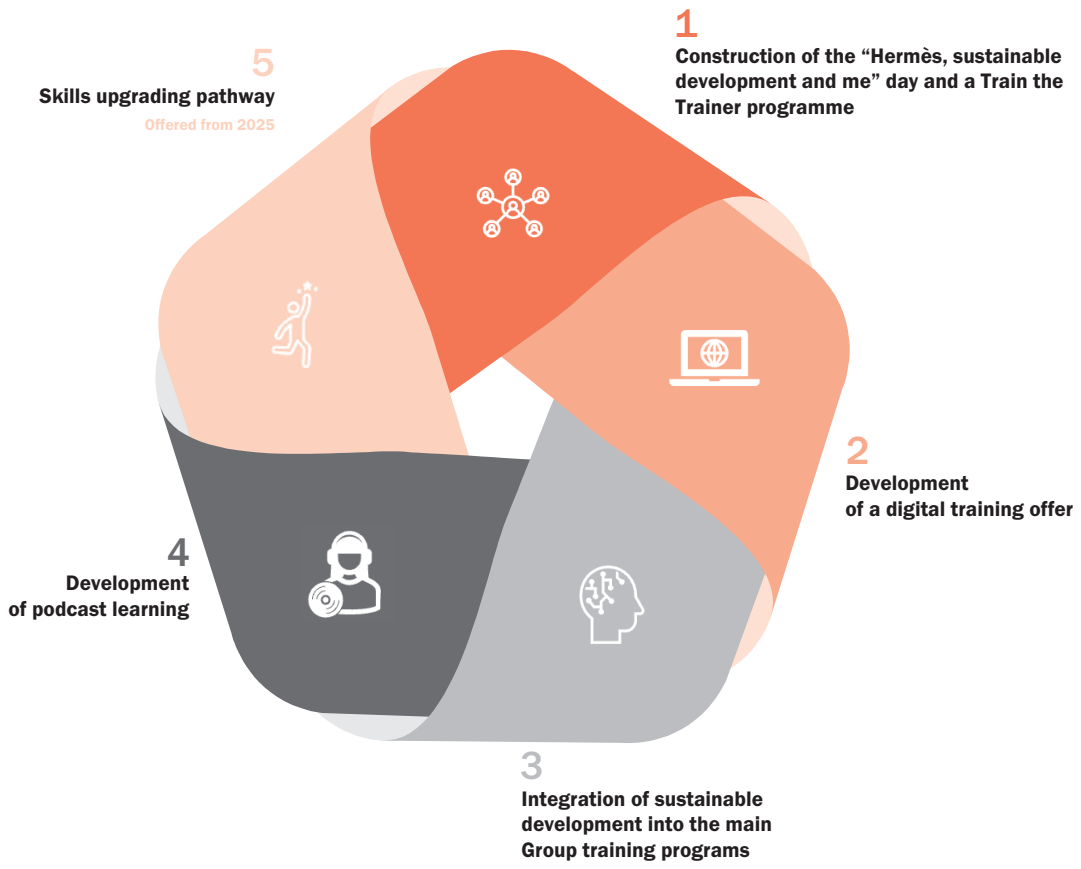 1
Construction of the “Hermès, sustainable
development and me” day and a Train the
Trainer programme
2
Development
of a digital training offer
3
Integration of sustainable
development into the main
Group training programs
4
Development
of podcast learning
5
Skills upgrading pathway
Offered from 2025